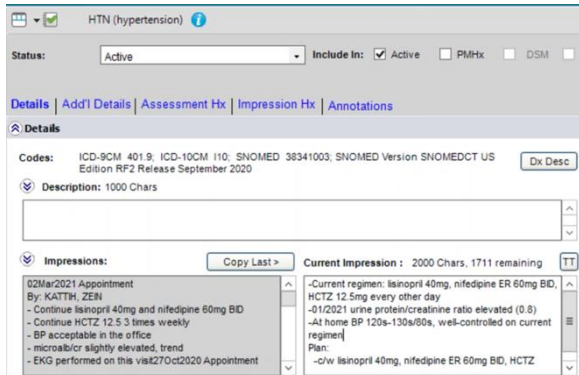 HTN (hypertension)
Status: Active Include In: Active PMHx DSM
Details | Add'l Details | Assessment Hx | Impression Hx | Annotations
Details
Codes: ICD-9CM 401.9; ICD-10CM I10; SNOMED 38341003; SNOMED Version SNOMEDCT US
Edition RF2 Release September 2020
Dx Desc
Description: 1000 Chars
Impressions: Copy Last >
02Mar2021 Appointment
By: KATTIH, ZEIN
- Continue lisinopril 40mg and nifedipine 60mg BID
- Continue HCTZ 12.5 3 times weekly
- BP acceptable in the office
- microalb/cr slightly elevated, trend
- EKG performed on this visit27Oct2020 Appointment
Current Impression : 2000 Chars, 1711 remaining TT
-Current regimen: lisinopril 40mg, nifedipine ER 60mg BID,
HCTZ 12.5mg every other day
-01/2021 urine protein/creatinine ratio elevated (0.8)
-At home BP 120s-130s/80s, well-controlled on current
regimen
Plan:
-c/w lisinopril 40mg, nifedipine ER 60mg BID, HCTZ